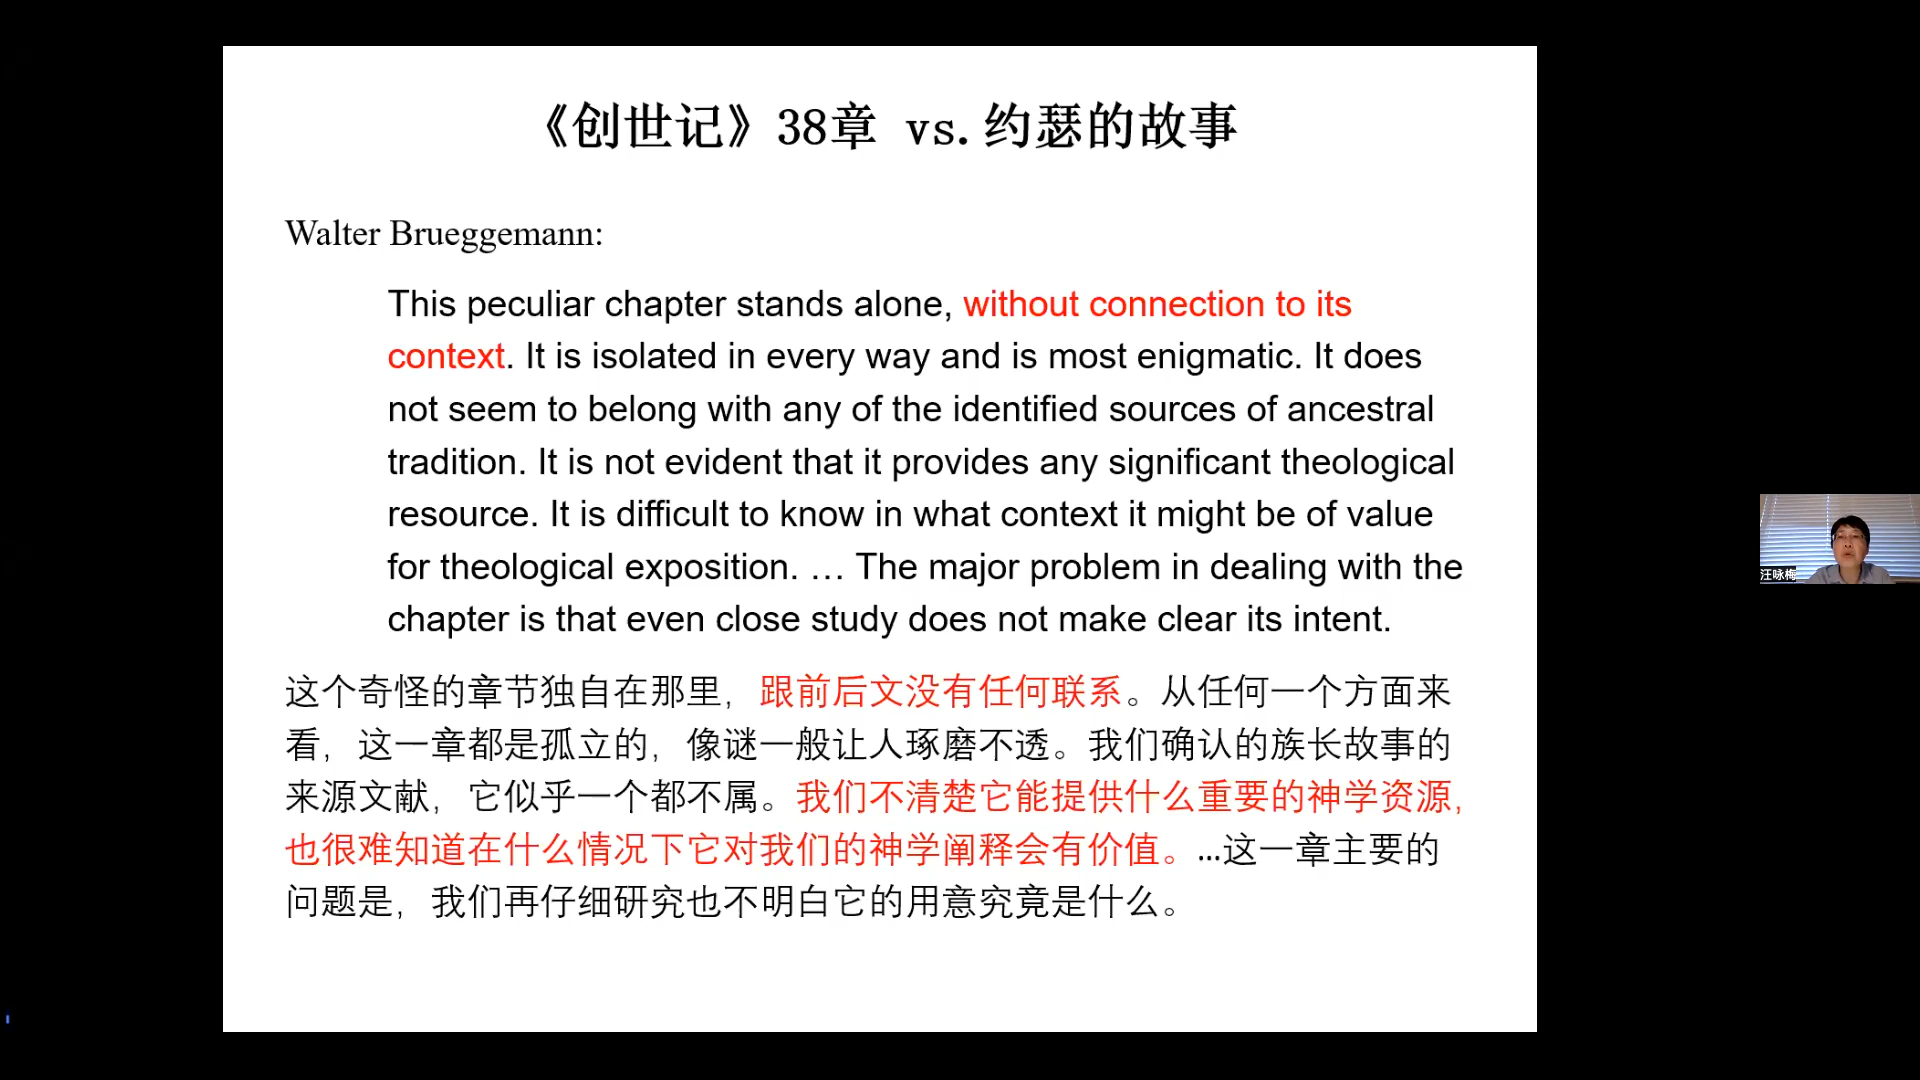 《创世记》38章 vs. 约瑟的故事
Walter Brueggemann:
This peculiar chapter stands alone, without connection to its
context. It is isolated in every way and is most enigmatic. It does
not seem to belong with any of the identified sources of ancestral
tradition. It is not evident that it provides any significant theological
resource. It is difficult to know in what context it might be of value
for theological exposition. … The major problem in dealing with the
chapter is that even close study does not make clear its intent.
这个奇怪的章节独自在那里，跟前后文没有任何联系。从任何一个方面来
看，这一章都是孤立的，像谜一般让人琢磨不透。我们确认的族长故事的
来源文献，它似乎一个都不属。我们不清楚它能提供什么重要的神学资源，
也很难知道在什么情况下它对我们的神学阐释会有价值。…这一章主要的
问题是，我们再仔细研究也不明白它的用意究竟是什么。
汪咏梅